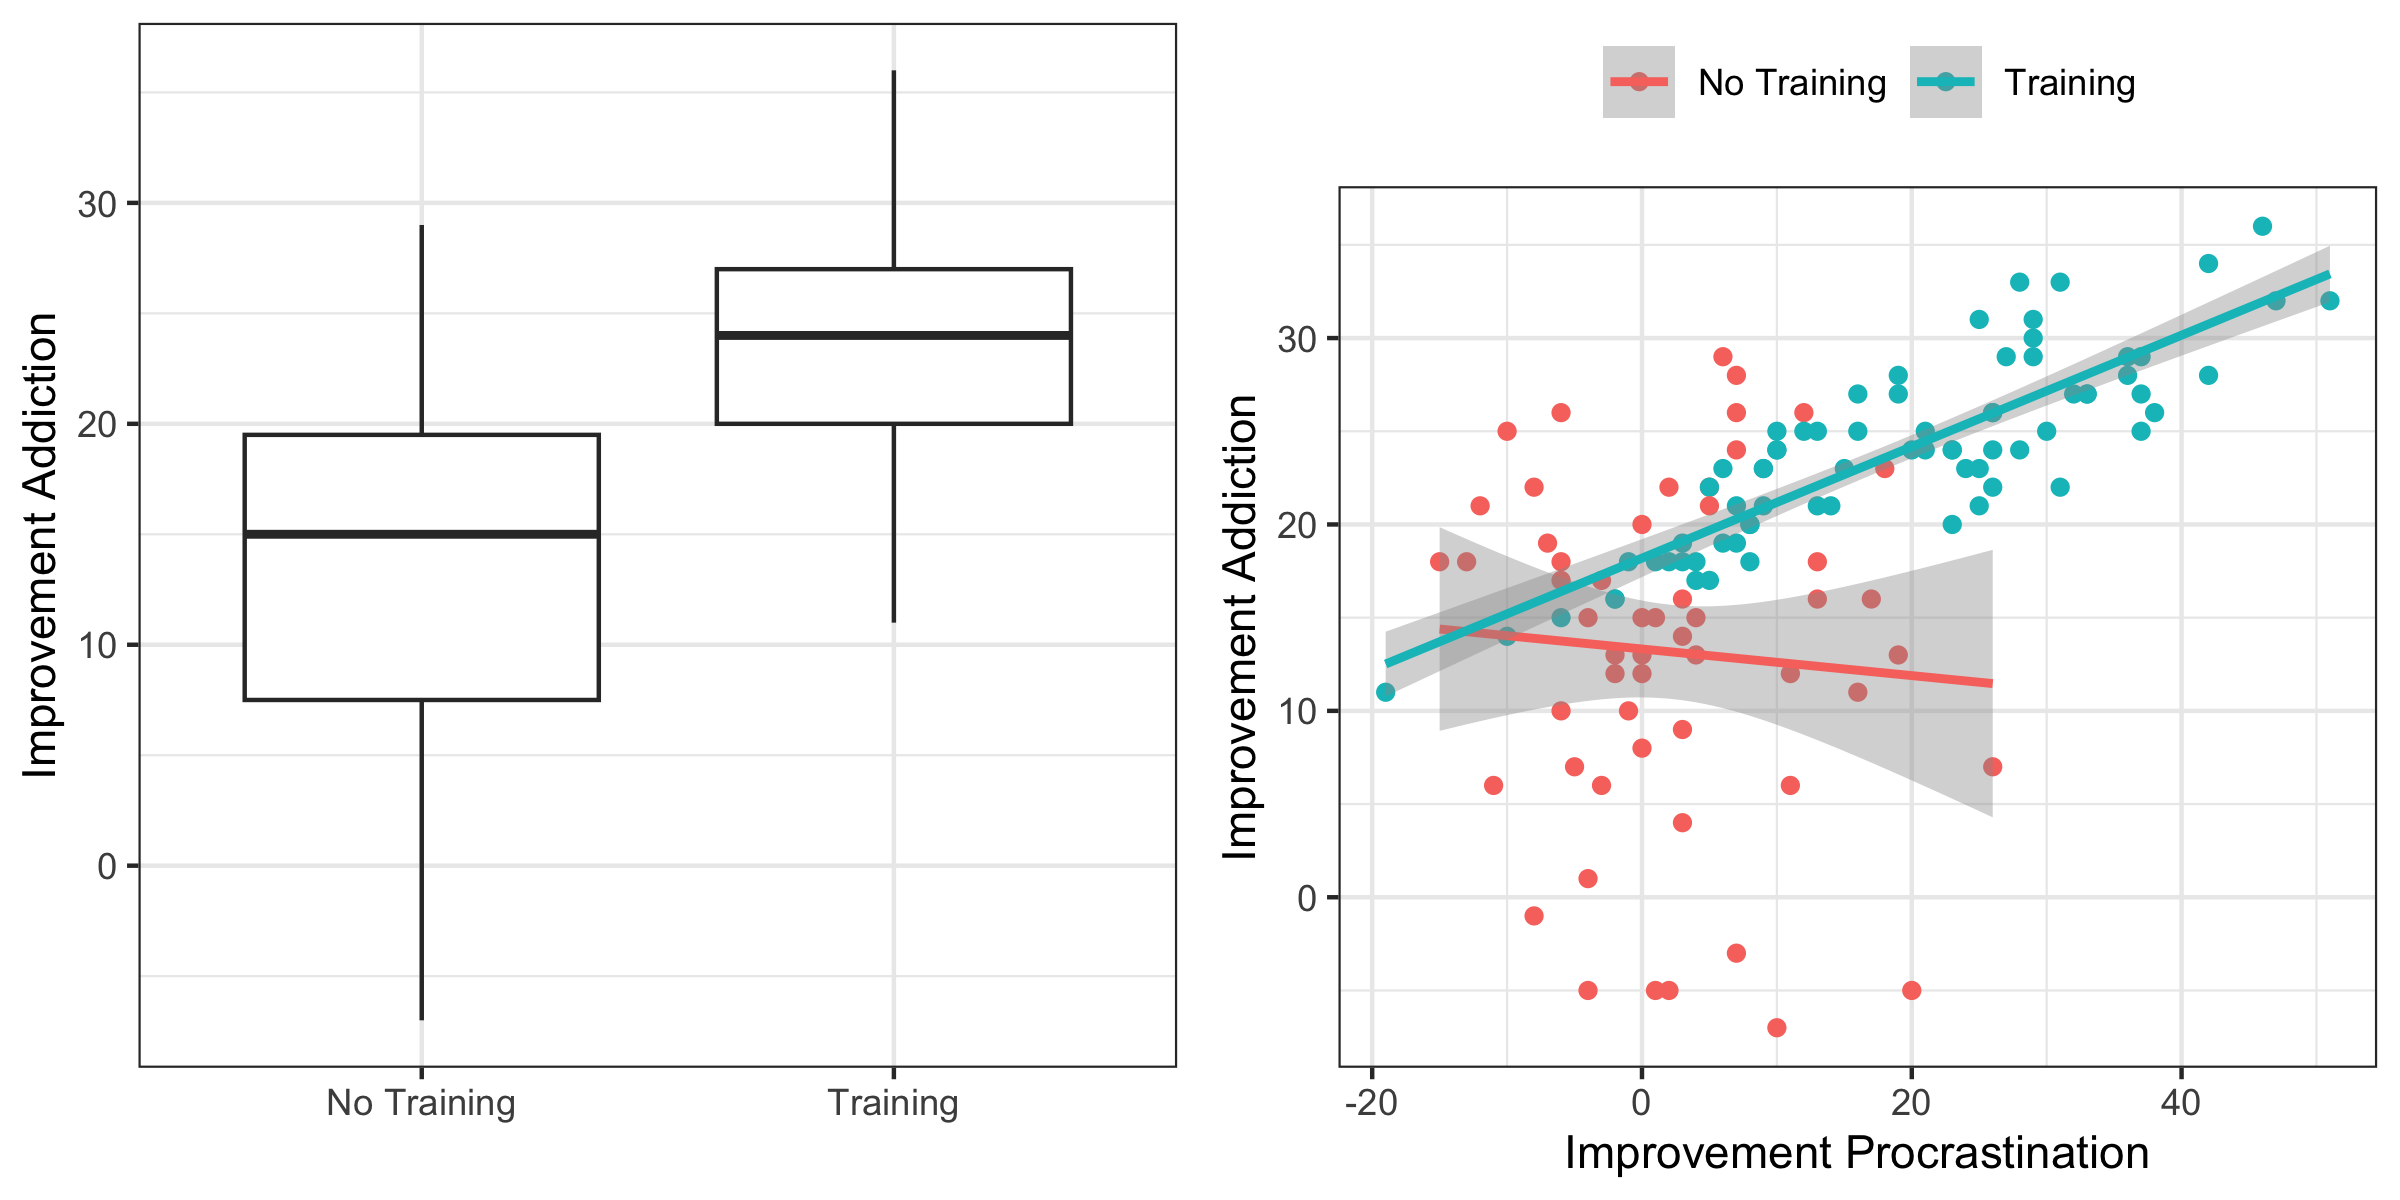 Improvement Addiction
30
20
10
0
No Training
Training
No Training
Training
Improvement Addiction
30
20
10
0
-20
0
20
40
Improvement Procrastination